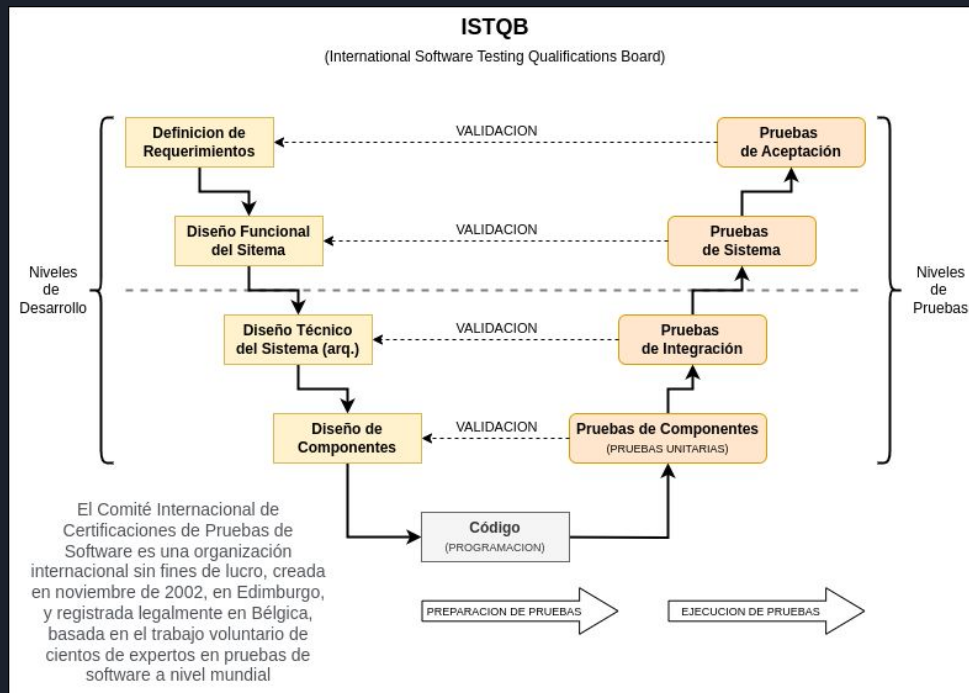 ISTQB
(International Software Testing Qualifications Board)
Definicion de
Requerimientos
VALIDACION
Pruebas
de Aceptación
Diseño Funcional
del Sitema
VALIDACION
Pruebas
de Sistema
Niveles
de
Desarrollo
Niveles
de
Pruebas
Diseño Técnico
del Sistema (arq.)
VALIDACION
Pruebas
de Integración
Diseño de
Componentes
VALIDACION
Pruebas de Componentes
(PRUEBAS UNITARIAS)
Código
(PROGRAMACION)
El Comité Internacional de
Certificaciones de Pruebas de
Software es una organización
internacional sin fines de lucro, creada
en noviembre de 2002, en Edimburgo,
y registrada legalmente en Bélgica,
basada en el trabajo voluntario de
cientos de expertos en pruebas de
software a nivel mundial
PREPARACION DE PRUEBAS
EJECUCION DE PRUEBAS